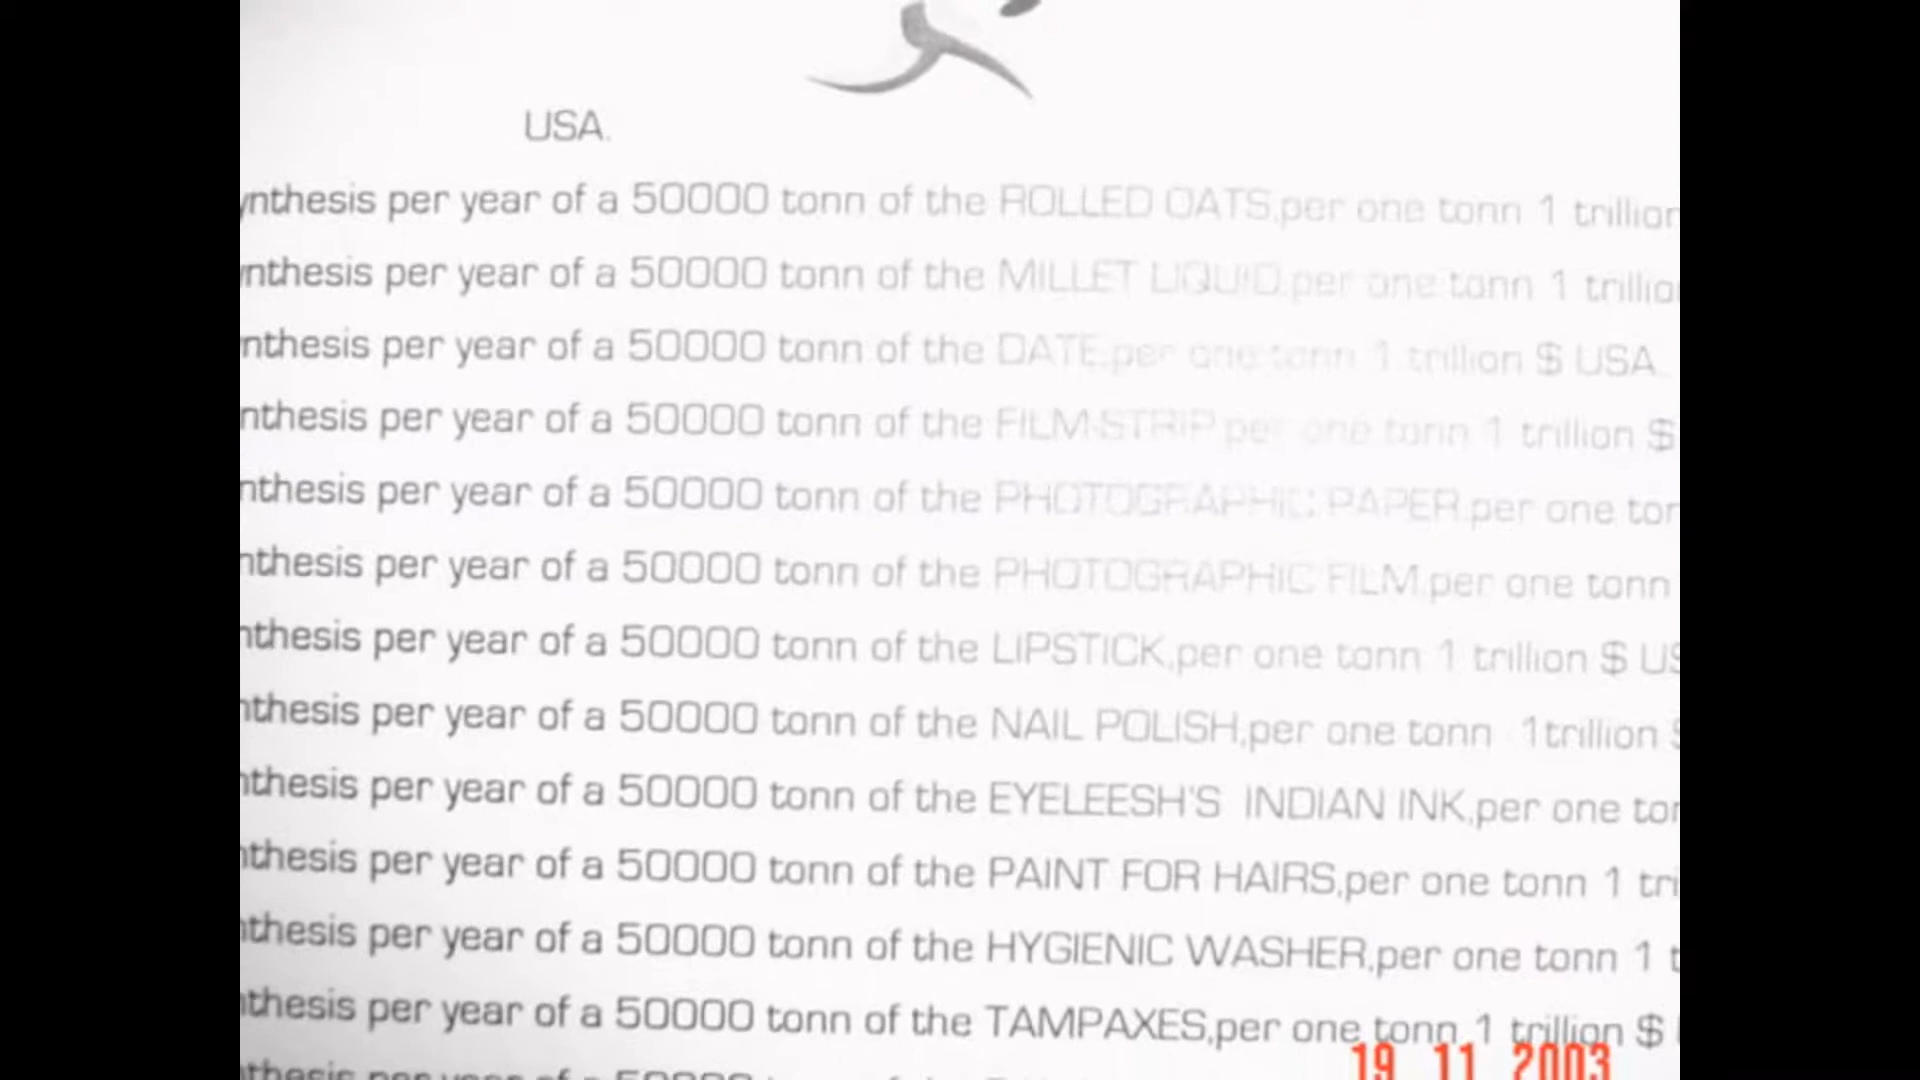 USA.
ynthesis per year of a 50000 tonn of the ROLLED OATS,per one tonn 1 trillion
nthesis per year of a 50000 tonn of the MILLET LIQUID,per one tonn 1 trillio
nthesis per year of a 50000 tonn of the DATE,per one tonn 1 trillion $ USA.
nthesis per year of a 50000 tonn of the FILM-STRIP,per one tonn 1 trillion $
nthesis per year of a 50000 tonn of the PHOTOGRAPHIC PAPER,per one ton
nthesis per year of a 50000 tonn of the PHOTOGRAPHIC FILM,per one tonn
nthesis per year of a 50000 tonn of the LIPSTICK,per one tonn 1 trillion $ US
nthesis per year of a 50000 tonn of the NAIL POLISH,per one tonn 1trillion $
nthesis per year of a 50000 tonn of the EYELEESH'S INDIAN INK,per one ton
nthesis per year of a 50000 tonn of the PAINT FOR HAIRS,per one tonn 1 tri
nthesis per year of a 50000 tonn of the HYGIENIC WASHER,per one tonn 1 t
nthesis per year of a 50000 tonn of the TAMPAXES,per one tonn 1 trillion $
19 11 2003